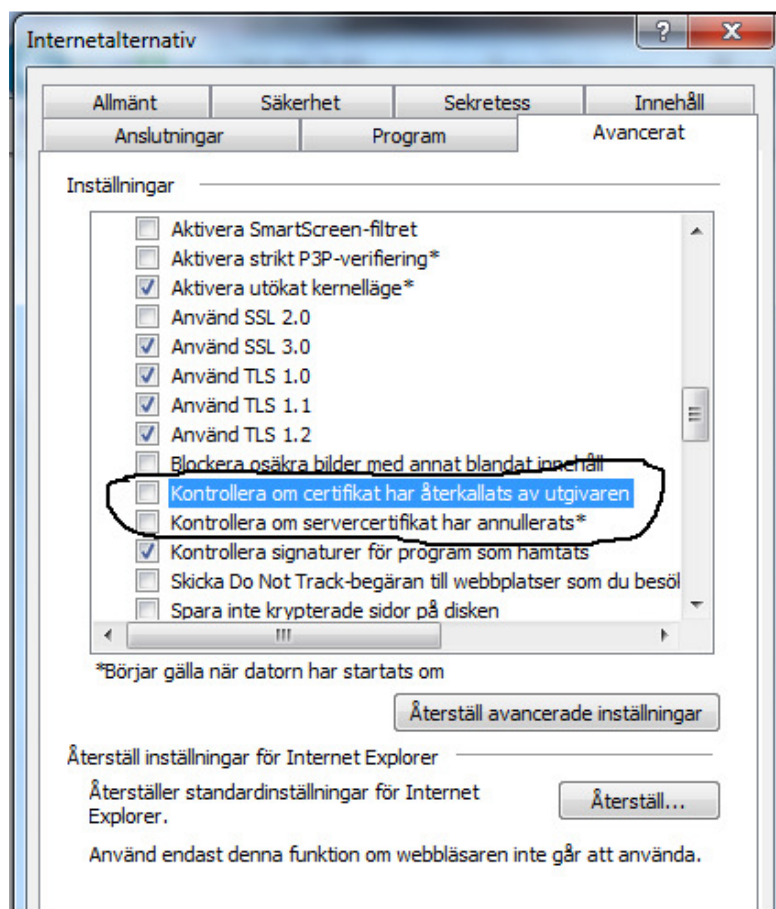 Internetalternativ
Allmänt Säkerhet Sekretess Innehåll
Anslutningar Program Avancerat
Inställningar
Aktivera SmartScreen-filtret
Aktivera strikt P3P-verifiering*
Aktivera utökat kernelläge*
Använd SSL 2.0
Använd SSL 3.0
Använd TLS 1.0
Använd TLS 1.1
Använd TLS 1.2
Blockera osäkra bilder med annat blandat innehåll
Kontrollera om certifikat har återkallats av utgivaren
Kontrollera om servercertifikat har annullerats*
Kontrollera signaturer för program som hämtats
Skicka Do Not Track-begäran till webbplatser som du besöl
Spara inte krypterade sidor på disken
*Börjar gälla när datorn har startats om
Återställ avancerade inställningar
Återställ inställningar för Internet Explorer
Återställer standardinställningar för Internet
Explorer.
Återställ...
Använd endast denna funktion om webbläsaren inte går att använda.